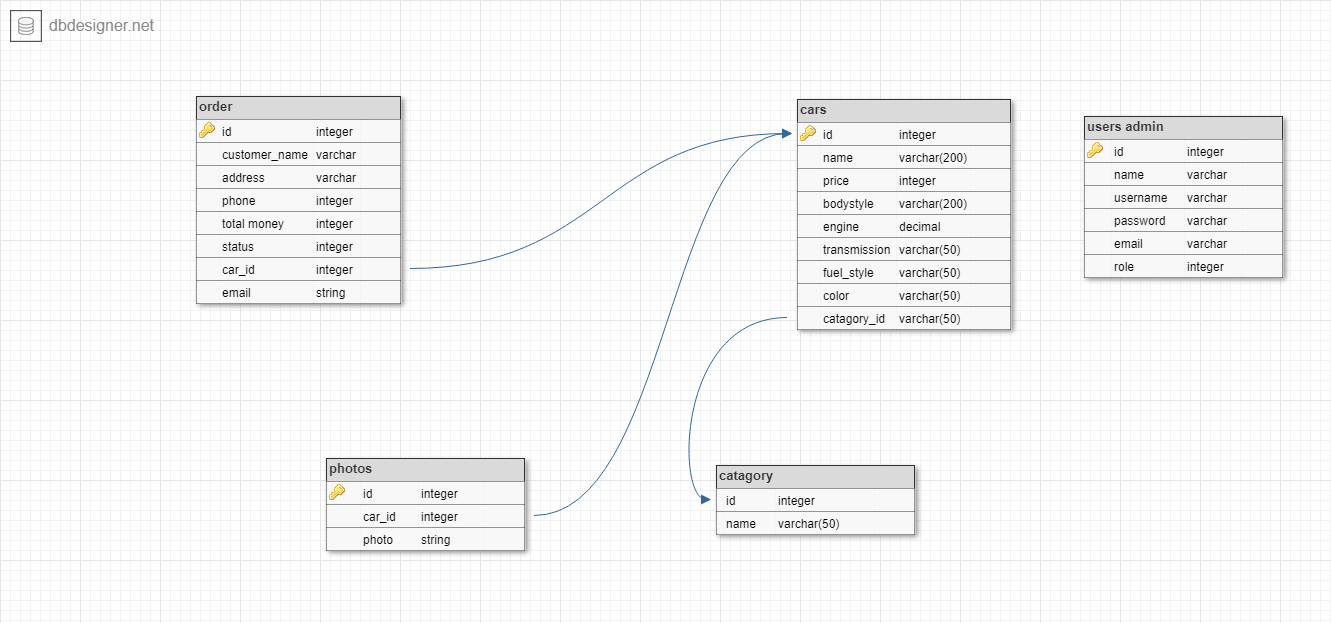 dbdesigner.net
order
id integer
customer_name varchar
address varchar
phone integer
total money integer
status integer
car_id integer
email string
cars
id integer
name varchar(200)
price integer
bodystyle varchar(200)
engine decimal
transmission varchar(50)
fuel_style varchar(50)
color varchar(50)
catagory_id varchar(50)
users admin
id integer
name varchar
username varchar
password varchar
email varchar
role integer
photos
id integer
car_id integer
photo string
catagory
id integer
name varchar(50)